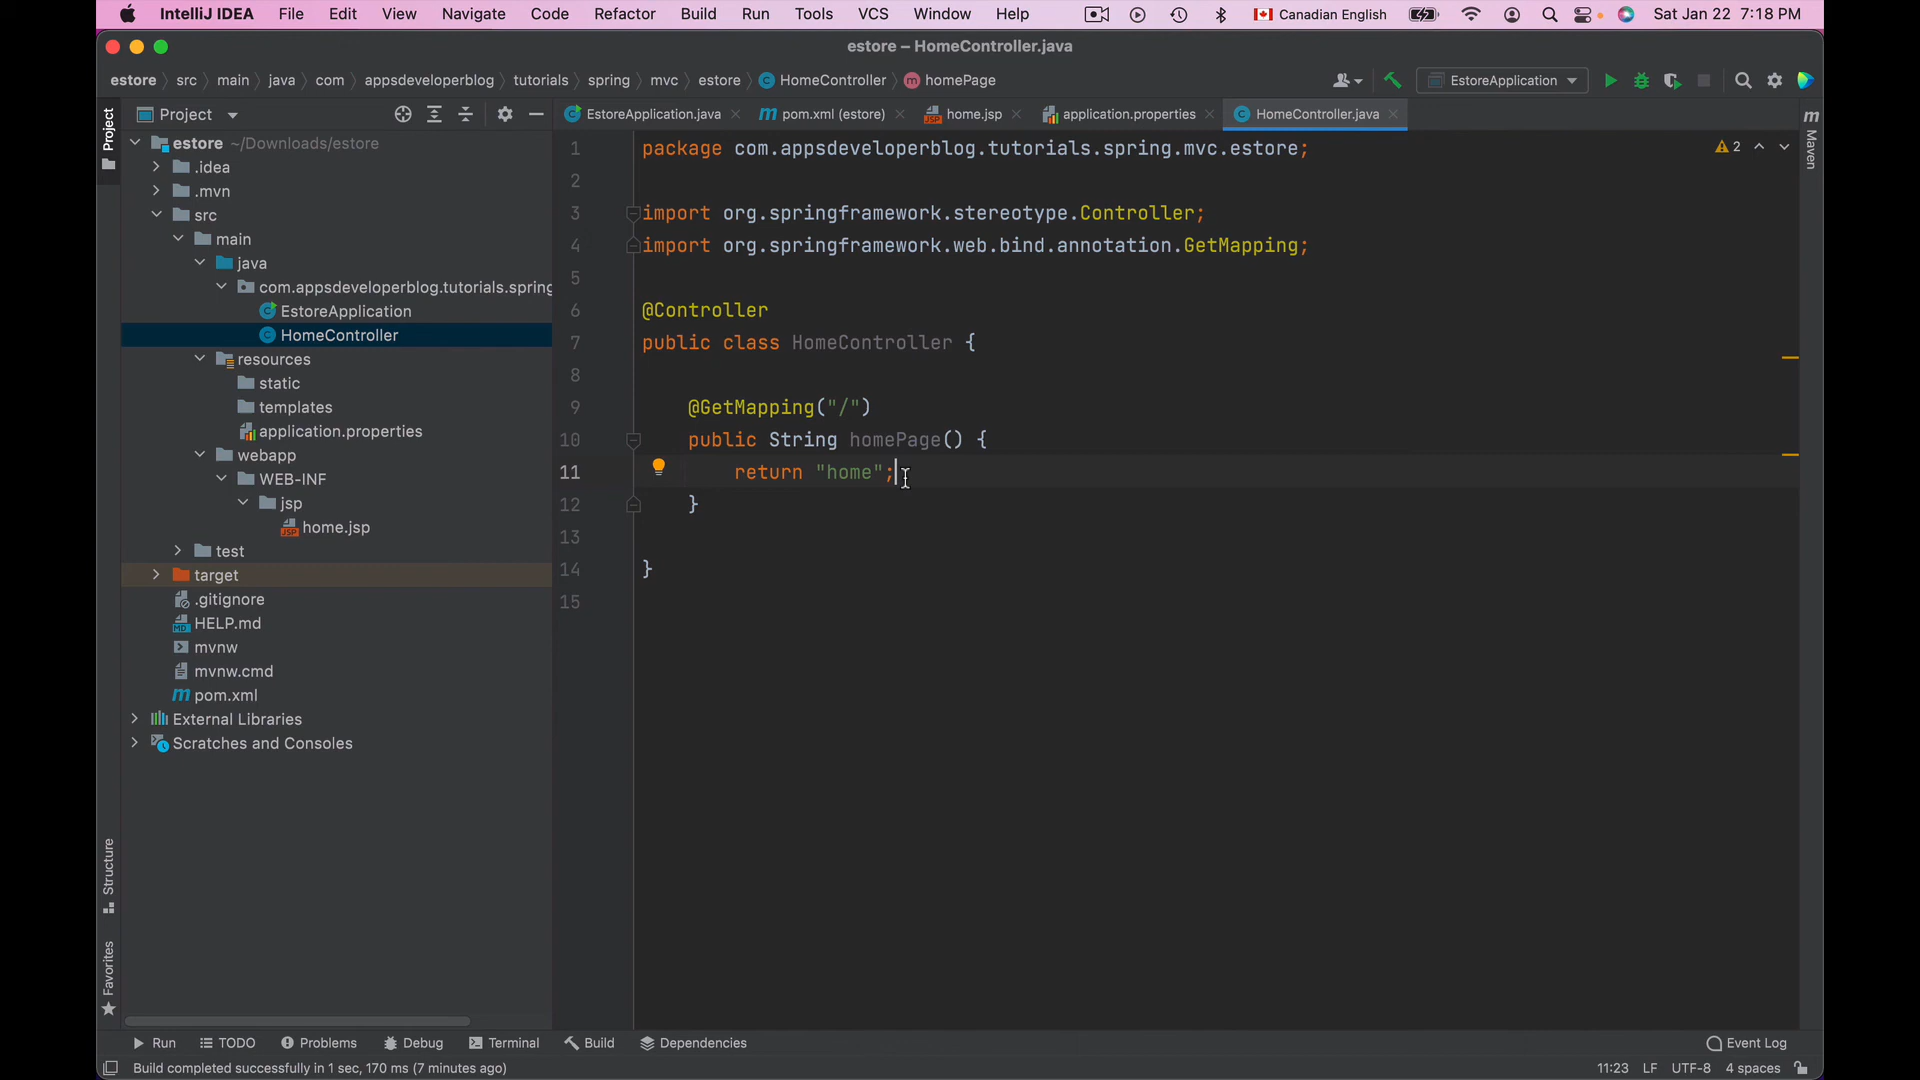 IntelliJ IDEA File Edit View Navigate Code Refactor Build Run Tools VCS Window Help Canadian English Sat Jan 22 7:18 PM
estore – HomeController.java
estore src main java com appsdeveloperblog tutorials spring mvc estore HomeController homePage EstoreApplication
Project
EstoreApplication.java pom.xml (estore) home.jsp application.properties HomeController.java
Project
Maven
estore ~/Downloads/estore
.idea
.mvn
src
main
java
com.appsdeveloperblog.tutorials.spring
EstoreApplication
HomeController
resources
static
templates
application.properties
webapp
WEB-INF
jsp
home.jsp
test
target
.gitignore
HELP.md
mvnw
mvnw.cmd
pom.xml
External Libraries
Scratches and Consoles
1 package com.appsdeveloperblog.tutorials.spring.mvc.estore; 2
2
3 import org.springframework.stereotype.Controller;
4 import org.springframework.web.bind.annotation.GetMapping;
5
6 @Controller
7 public class HomeController {
8
9 @GetMapping("/")
10 public String homePage() {
11 return "home";
12 }
13
14 }
15
Structure
Favorites
Run TODO Problems Debug Terminal Build Dependencies Event Log
Build completed successfully in 1 sec, 170 ms (7 minutes ago) 11:23 LF UTF-8 4 spaces